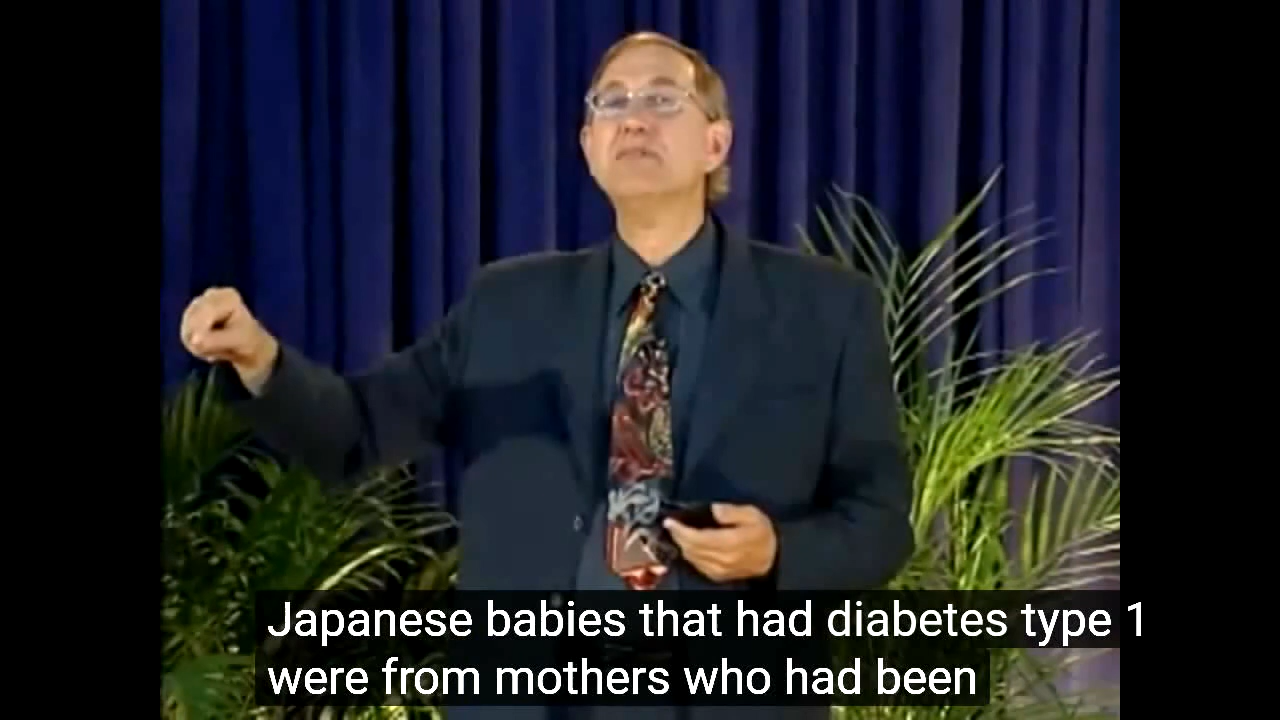 Japanese babies that had diabetes type 1
were from mothers who had been